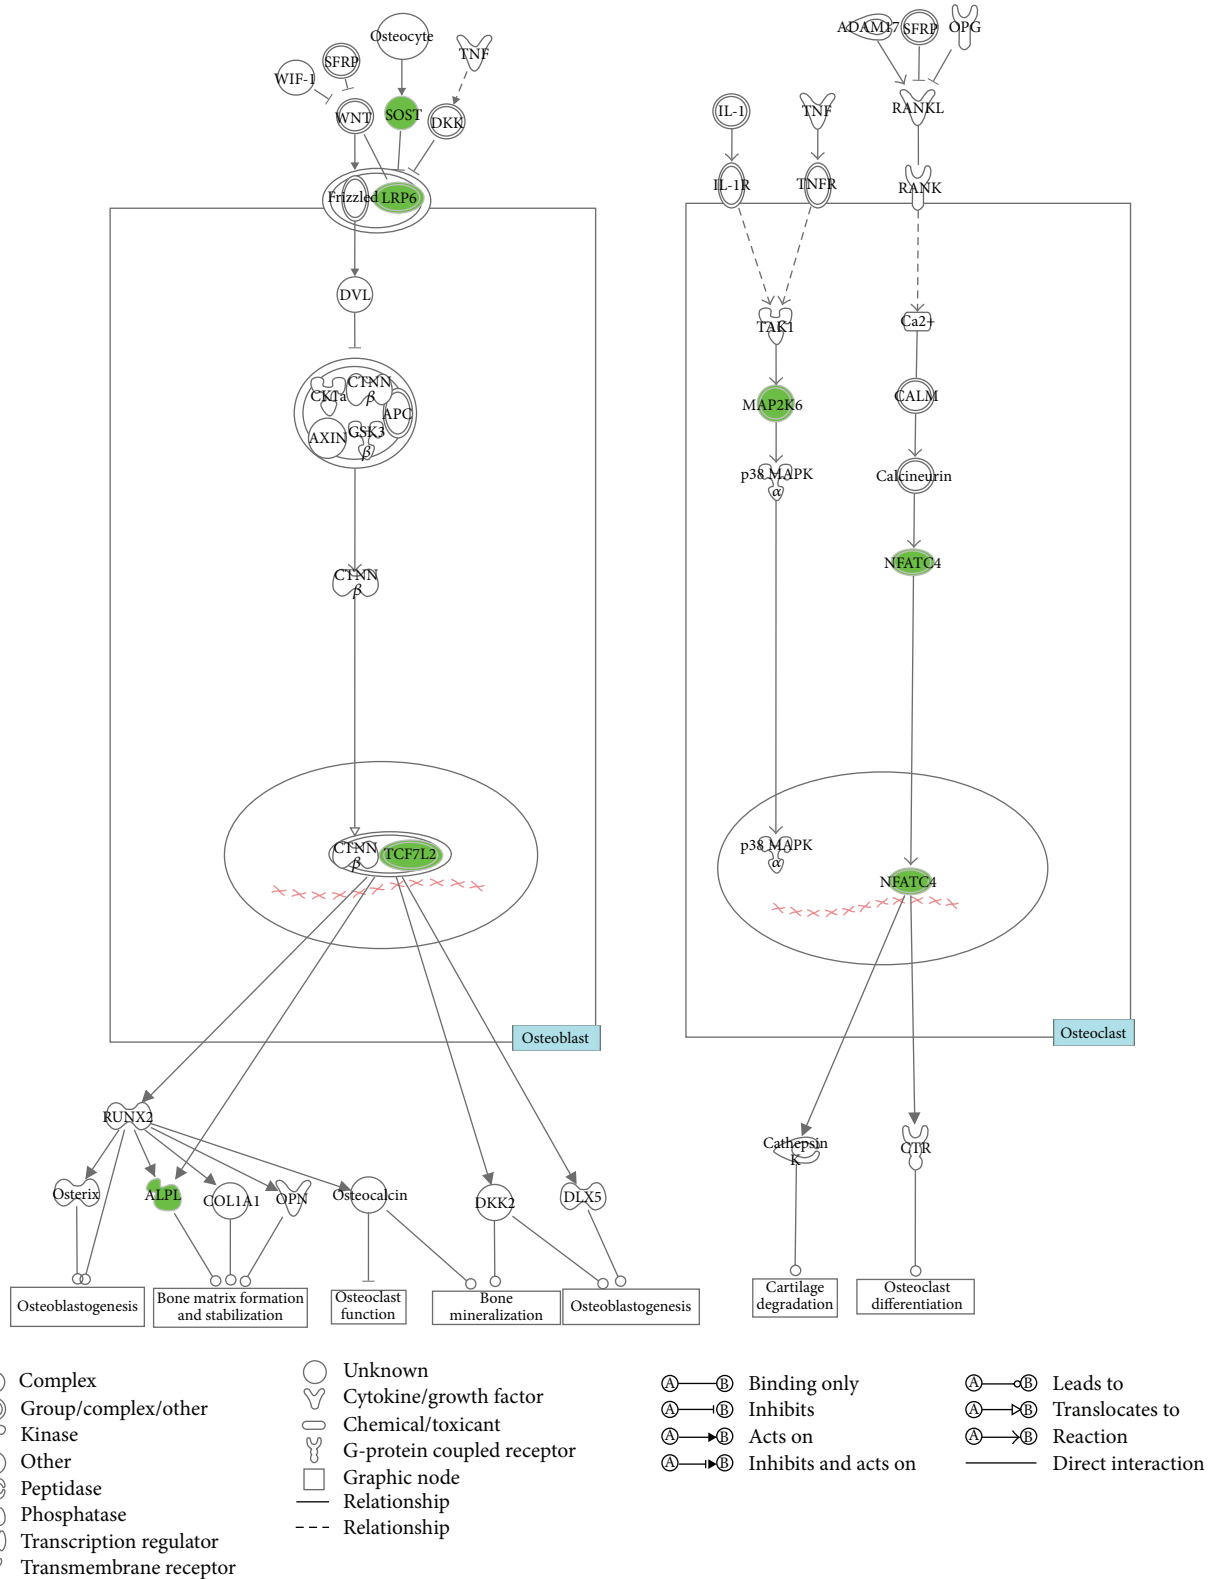 Osteocyte
TNF
SFRP
WIF-1
WNT
SOST
DKK
Frizzled
LRP6
DVL
CTNN
β
CK1a
APC
AXIN
GSK3
β
CTNN
β
CTNN
β
TCF7L2
Osteoblast
RUNX2
Osterix
ALPL
COL1A1
OPN
Osteocalcin
DKK2
DLX5
Osteoblastogenesis
Bone matrix formation
and stabilization
Osteoclast
function
Bone
mineralization
Osteoblastogenesis
ADAM17
SFRP
OPG
IL-1
TNF
RANKL
IL-1R
TNFR
RANK
TAK1
Ca2+
MAP2K6
CALM
p38 MAPK
α
Calcineurin
NFATC4
p38 MAPK
α
NFATC4
Osteoclast
Cathepsin
K
CTR
Cartilage
degradation
Osteoclast
differentiation
Complex
Group/complex/other
Kinase
Other
Peptidase
Phosphatase
Transcription regulator
Transmembrane receptor
Unknown
Cytokine/growth factor
Chemical/toxicant
G-protein coupled receptor
Graphic node
Relationship
Relationship
A B Binding only
A B Inhibits
A B Acts on
A B Inhibits and acts on
A B Leads to
A B Translocates to
A B Reaction
Direct interaction